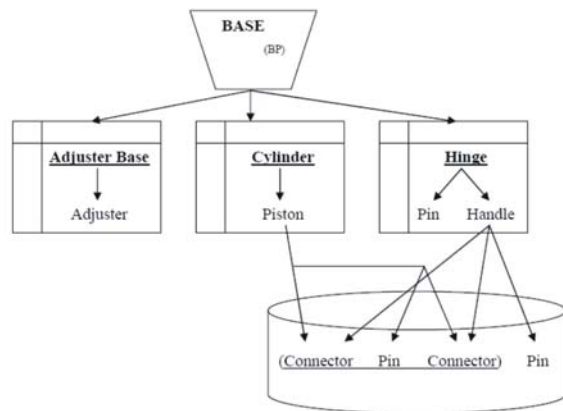 BASE
(BP)
Adjuster Base Cylinder Hinge
Adjuster Piston Pin Handle
(Connector Pin Connector) Pin